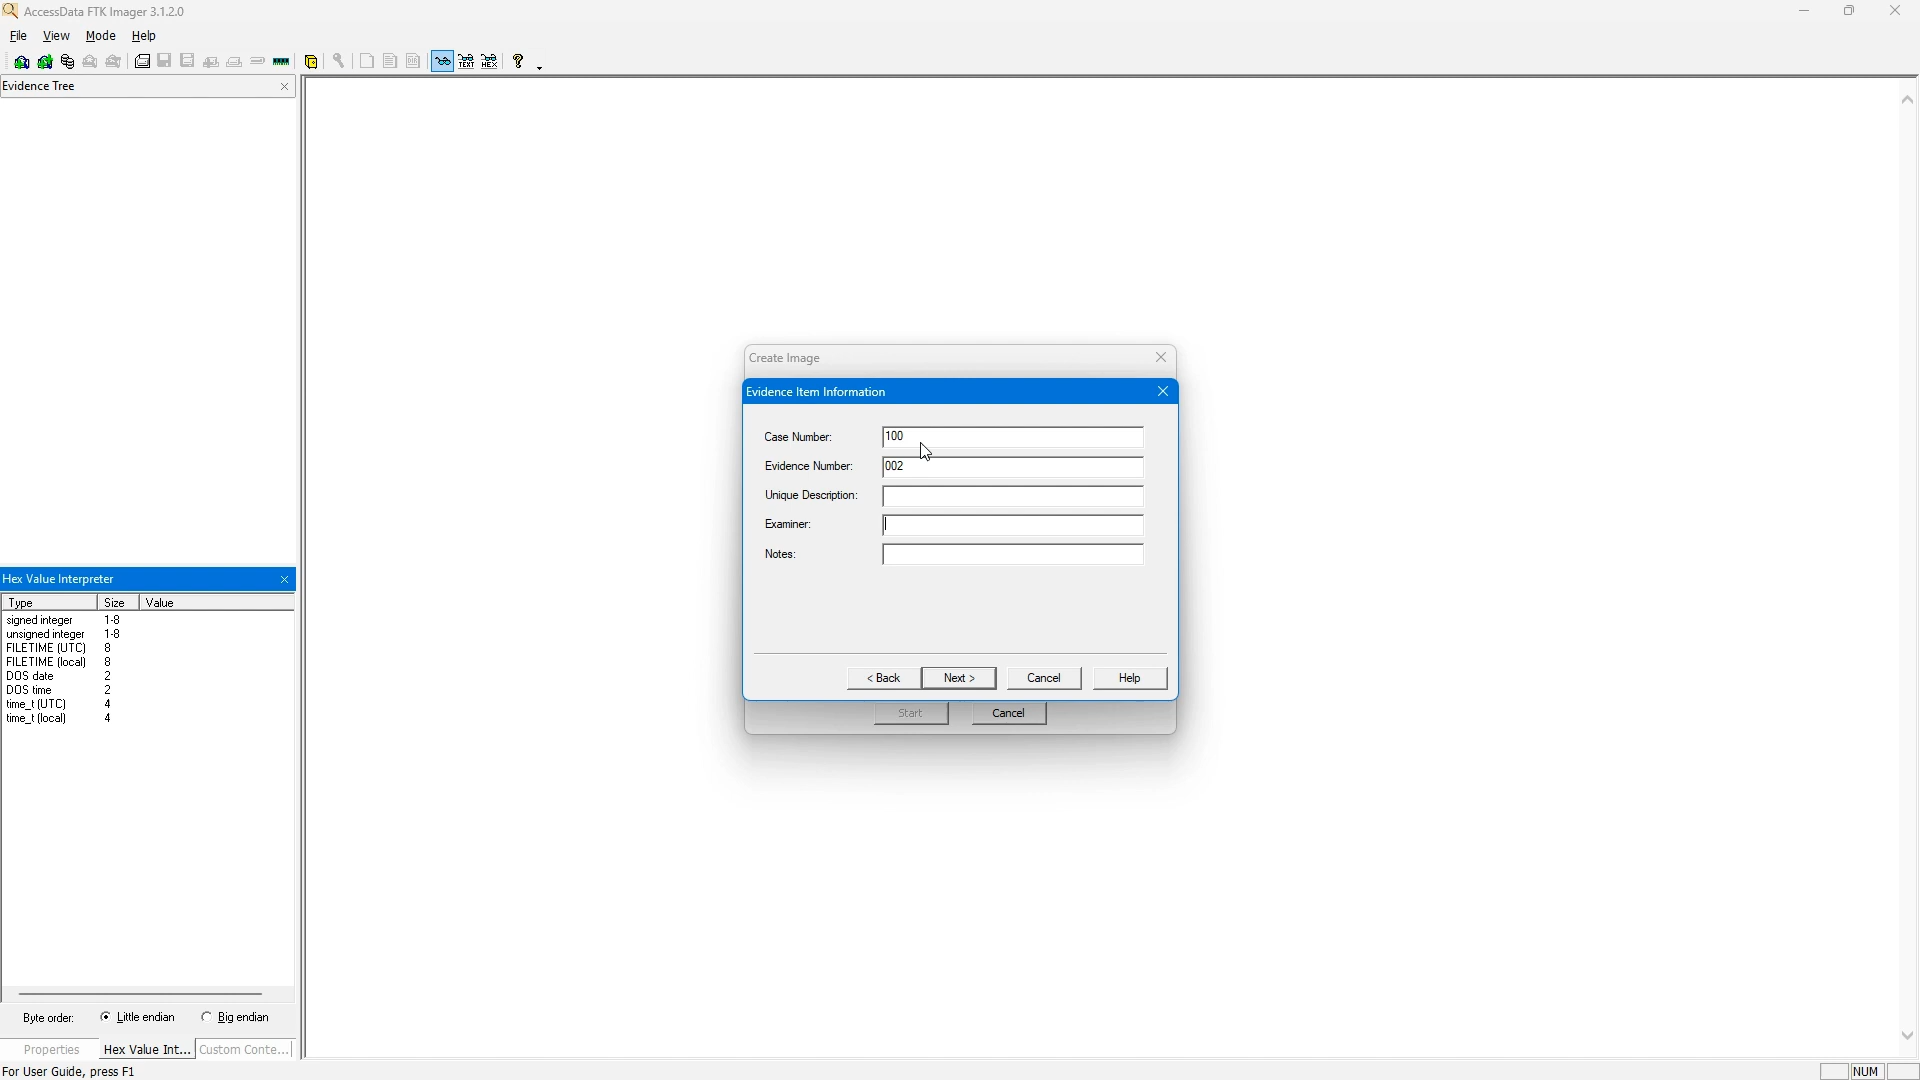 AccessData FTK Imager 3.1.2.0
File View Mode Help
TEXT HEX
Evidence Tree
Create Image
Evidence Item Information
Case Number: 100
Evidence Number: 002
Unique Description:
Examiner:
Notes:
< Back Next > Cancel Help
Start Cancel
Hex Value Interpreter
Type Size Value
signed integer 1-8
unsigned integer 1-8
FILETIME (UTC) 8
FILETIME (local) 8
DOS date 2
DOS time 2
time_t (UTC) 4
time_t (local) 4
Byte order: Little endian Big endian
Properties Hex Value Int... Custom Conte...
For User Guide, press F1
NUM